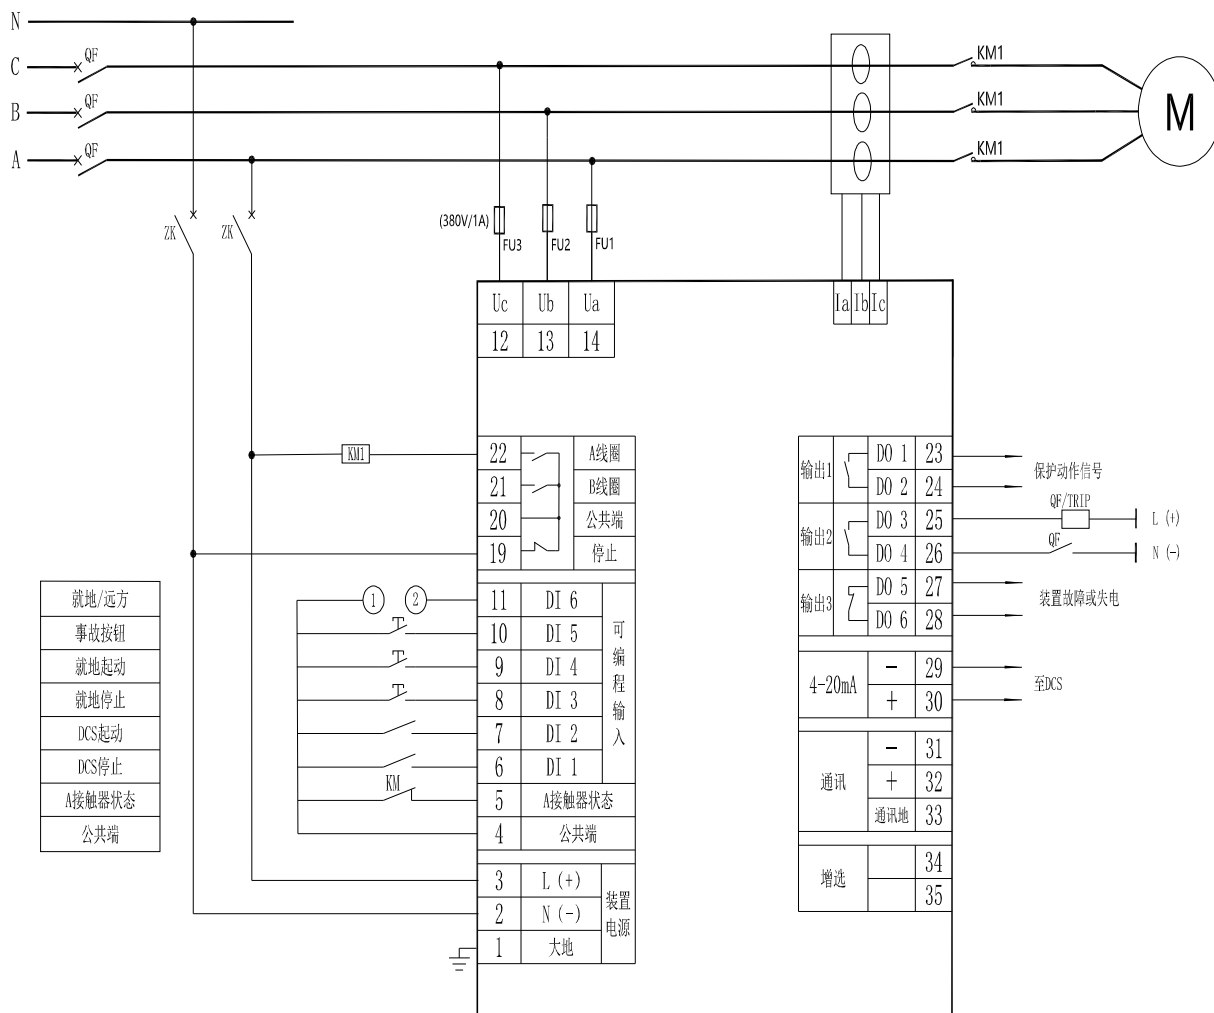 N
C
QF
KM1
B
QF
KM1
M
A
QF
KM1
ZK
ZK
(380V/1A)
FU3
FU2
FU1
Uc
Ub
Ua
Ia
Ib
Ic
12
13
14
KM1
22
A线圈
21
B线圈
20
公共端
19
停止
11
DI 6
10
DI 5
9
DI 4
8
DI 3
7
DI 2
6
DI 1
可编程输入
5
A接触器状态
4
公共端
3
L (+)
2
N (-)
1
大地
装置电源
1
2
KM
就地/远方
事故按钮
就地起动
就地停止
DCS起动
DCS停止
A接触器状态
公共端
输出1
DO 1
23
DO 2
24
保护动作信号
输出2
DO 3
25
DO 4
26
QF/TRIP
L (+)
QF
N (-)
输出3
DO 5
27
DO 6
28
装置故障或失电
4-20mA
-
29
+
30
至DCS
通讯
-
31
+
32
通讯地
33
增选
34
35